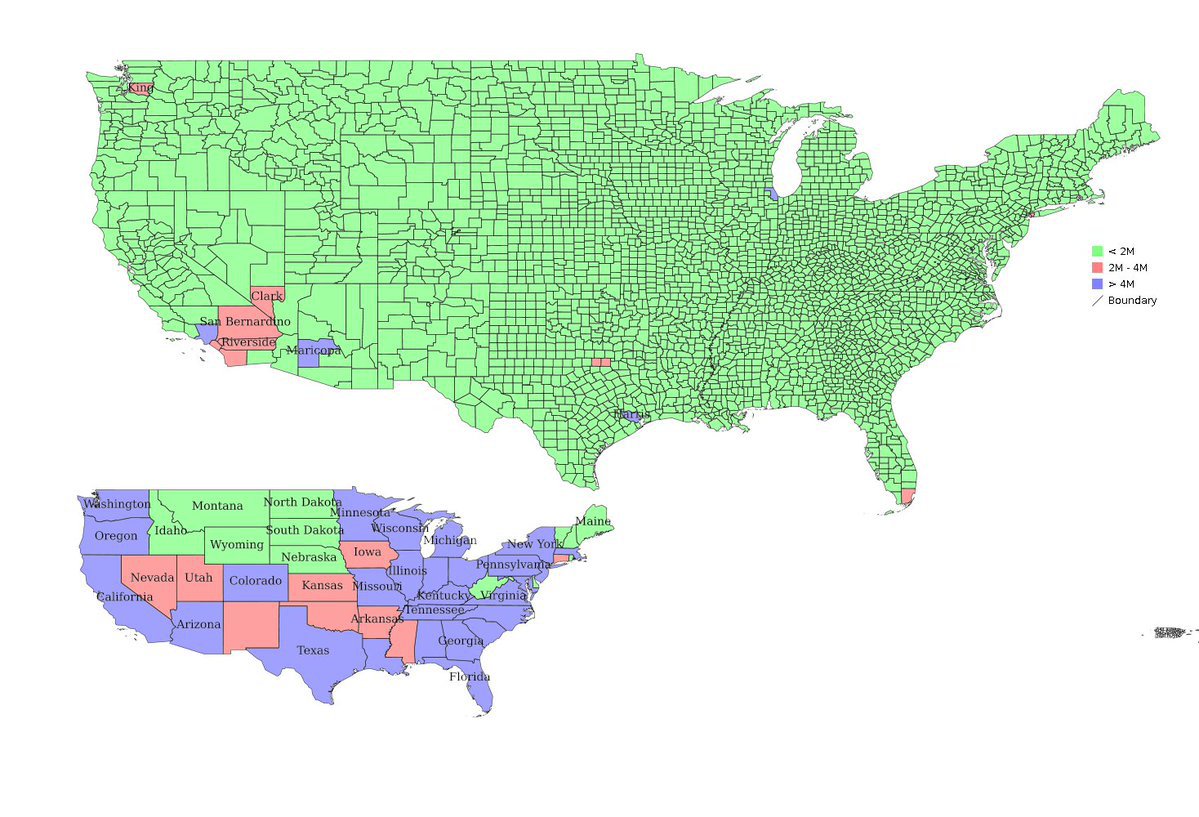 King
< 2M
2M - 4M
> 4M
Boundary
Clark
San Bernardino
Riverside
Maricopa
Harris
Washington
Montana
North Dakota
Minnesota
Maine
Oregon
Idaho
South Dakota
Wisconsin
Michigan
New York
Wyoming
Nebraska
Iowa
Illinois
Pennsylvania
Nevada
Utah
Colorado
Kansas
Missouri
Kentucky
Virginia
California
Tennessee
Arizona
Arkansas
Georgia
Texas
Florida